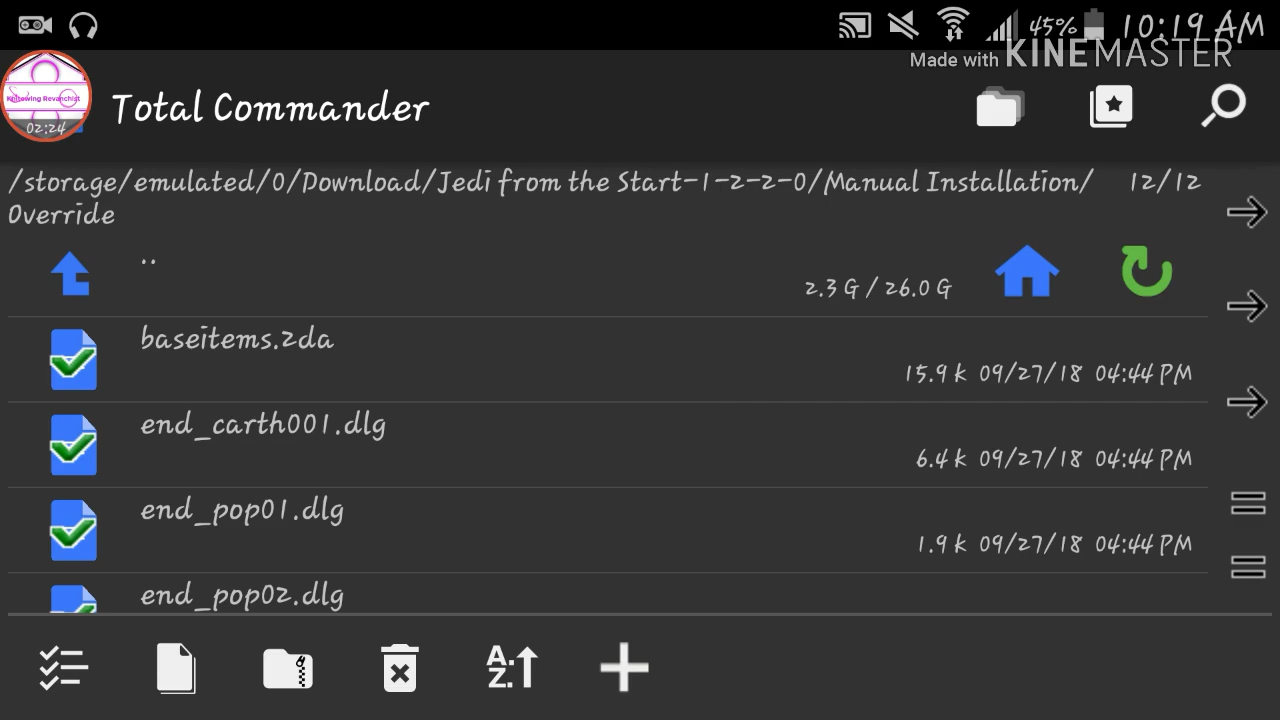 45% 10:19 AM
Made with KINEMASTER
Knitewing Revanchist
02:24
Total Commander
/storage/emulated/0/Download/Jedi from the Start-1-2-2-0/Manual Installation/ 12/12
Override
..
2.3 G / 26.0 G
baseitems.2da
15.9 k 09/27/18 04:44 PM
end_carth001.dlg
6.4 k 09/27/18 04:44 PM
end_pop01.dlg
1.9 k 09/27/18 04:44 PM
end_pop02.dlg
A.
Z.